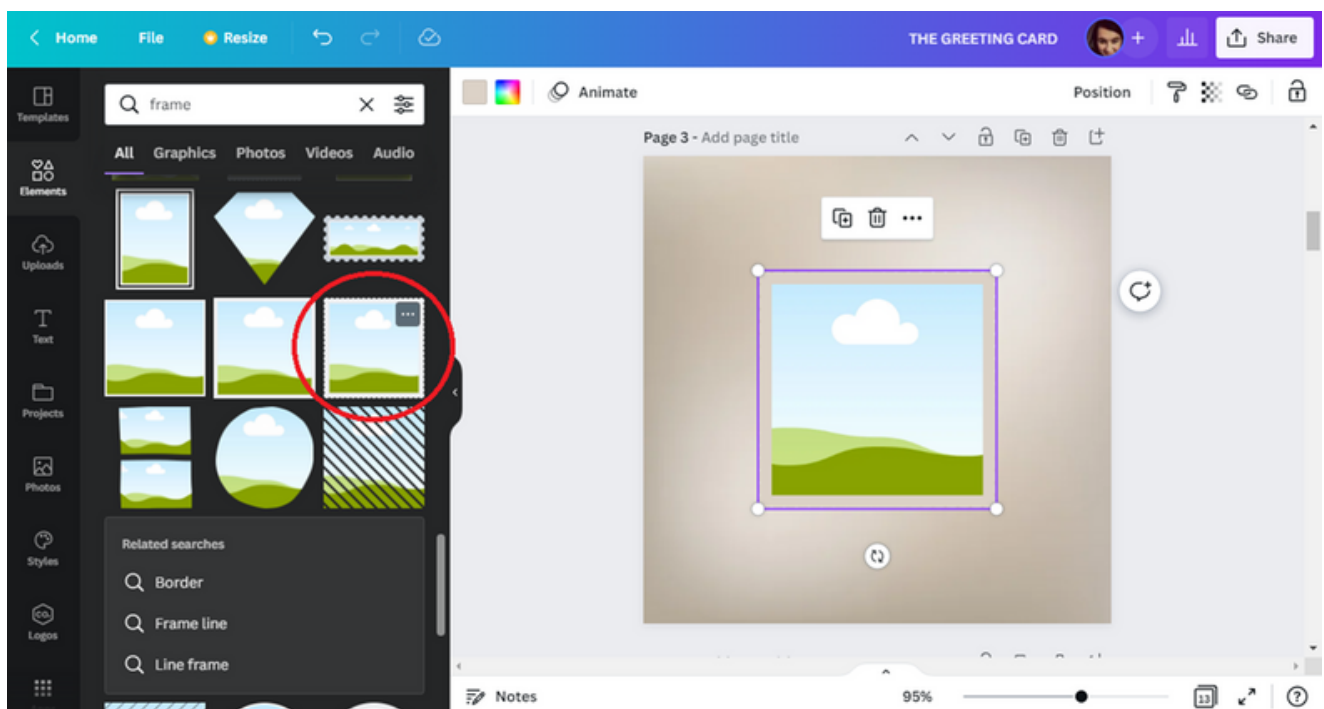 Home File Resize THE GREETING CARD + Share
Templates
Elements
Uploads
Text
Projects
Photos
Styles
CO.
Logos
frame
All Graphics Photos Videos Audio
Related searches
Border
Frame line
Line frame
Animate Position
Page 3 - Add page title
Notes 95% 13 ?